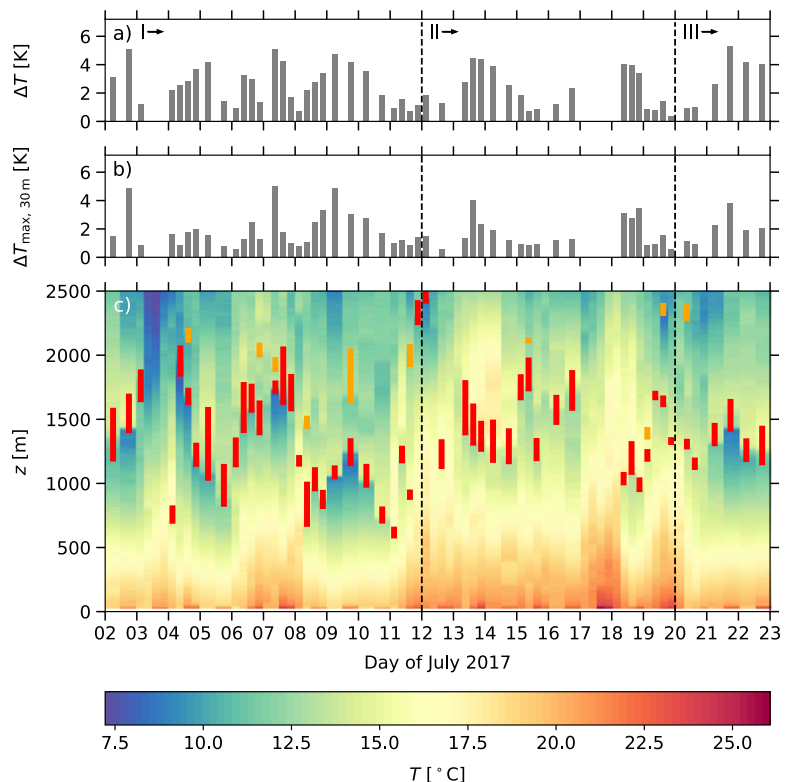 a) I→ II→ III→
6
4
2
0
ΔT [K]
b)
6
4
2
0
ΔT_max, 30 m [K]
c)
2500
2000
1500
1000
500
0
z [m]
02 03 04 05 06 07 08 09 10 11 12 13 14 15 16 17 18 19 20 21 22 23
Day of July 2017
7.5 10.0 12.5 15.0 17.5 20.0 22.5 25.0
T [°C]